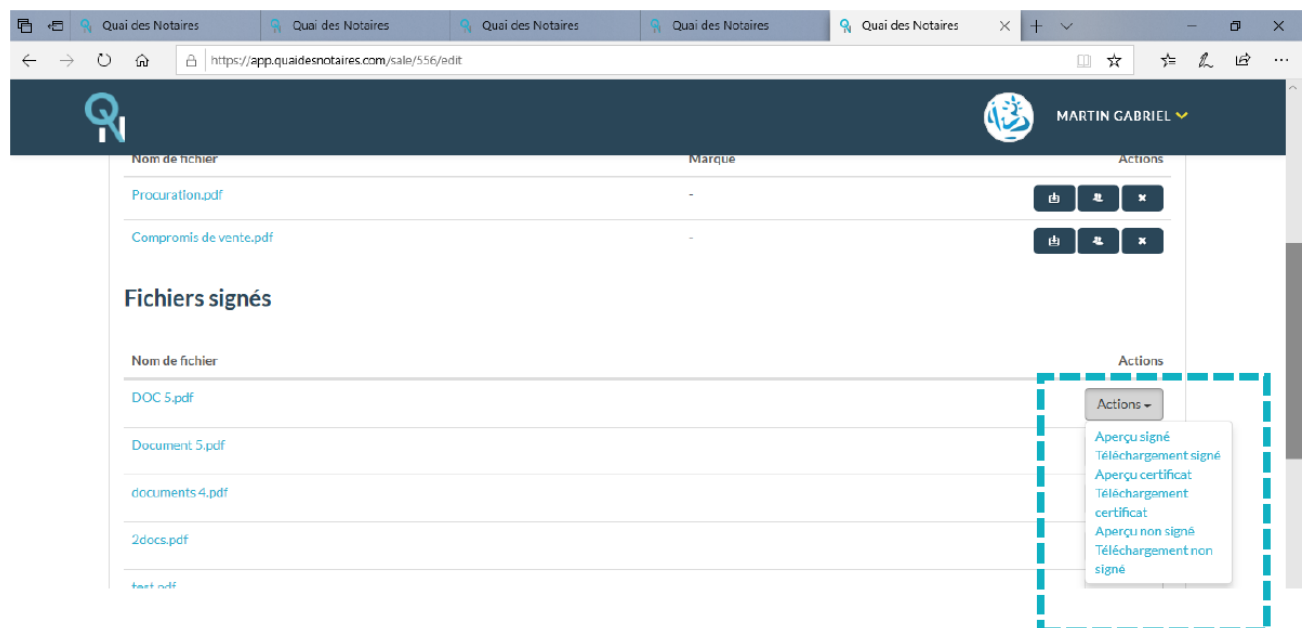 Quai des Notaires Quai des Notaires Quai des Notaires Quai des Notaires Quai des Notaires
https://app.quaidesnotaires.com/sale/556/edit
QN
MARTIN GABRIEL
Nom de fichier Marque Actions
Procuration.pdf -
Compromis de vente.pdf -
Fichiers signés
Nom de fichier Actions
DOC 5.pdf Actions
Aperçu signé
Document 5.pdf
Téléchargement signé
Aperçu certificat
documents 4.pdf
Téléchargement
certificat
Aperçu non signé
2docs.pdf
Téléchargement non
signé
test.pdf